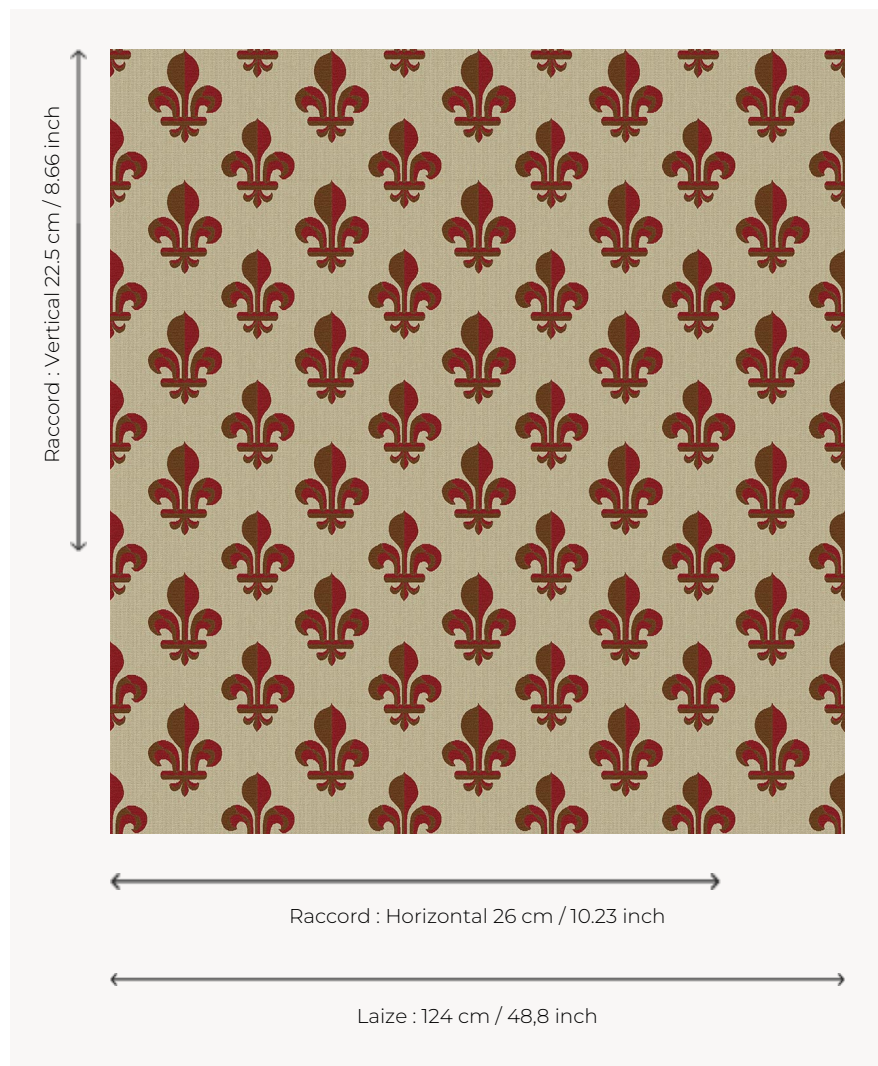 Raccord : Vertical 22.5 cm / 8.66 inch
Raccord : Horizontal 26 cm / 10.23 inch
Laize : 124 cm / 48,8 inch